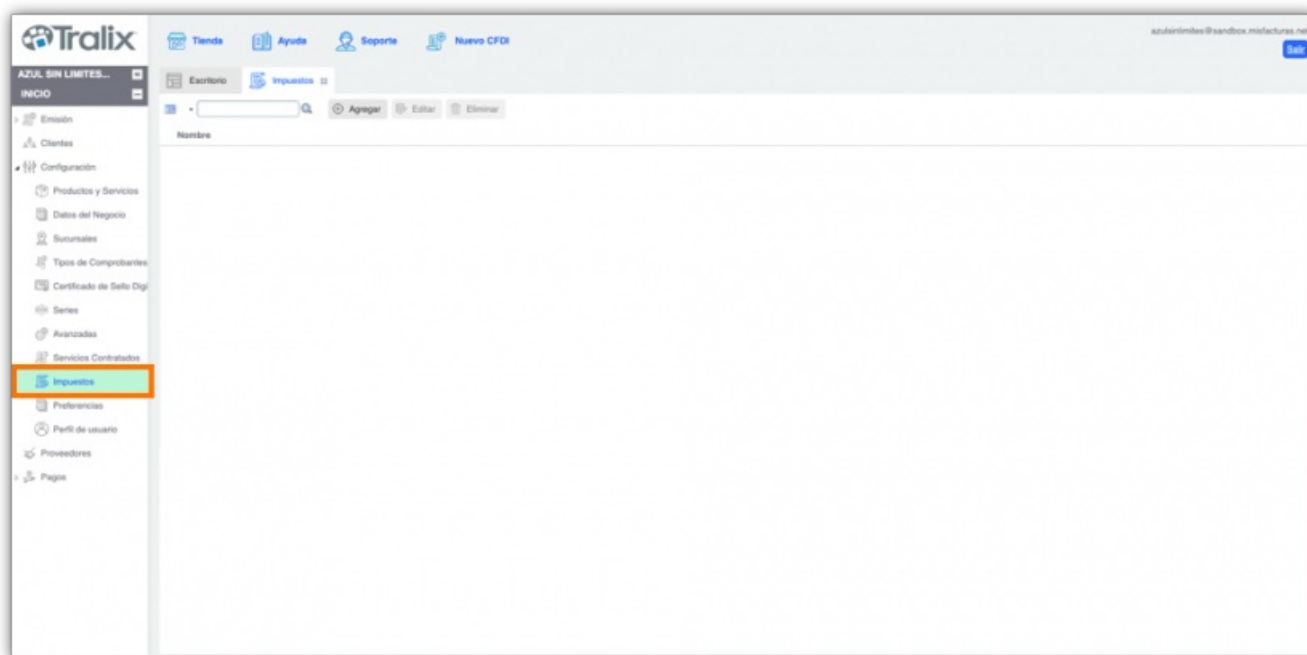 Tralix
Tienda Ayuda Soporte Nuevo CFDI
azulsinlimites@sandbox.misfacturas.net
Salir
AZUL SIN LIMITES...
INICIO
Escritorio Impuestos
Agregar Editar Eliminar
Nombre
Emisión
Clientes
Configuración
Productos y Servicios
Datos del Negocio
Sucursales
Tipos de Comprobantes
Certificado de Sello Digi
Series
Avanzadas
Servicios Contratados
Impuestos
Preferencias
Perfil de usuario
Proveedores
Pagos